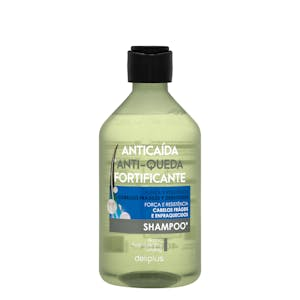 ANTICAÍDA
ANTI-QUEDA
FORTIFICANTE
FORÇA E RESISTÊNCIA
CABELOS FRÁGEIS
E ENFRAQUECIDOS
SHAMPOO*
deliplus